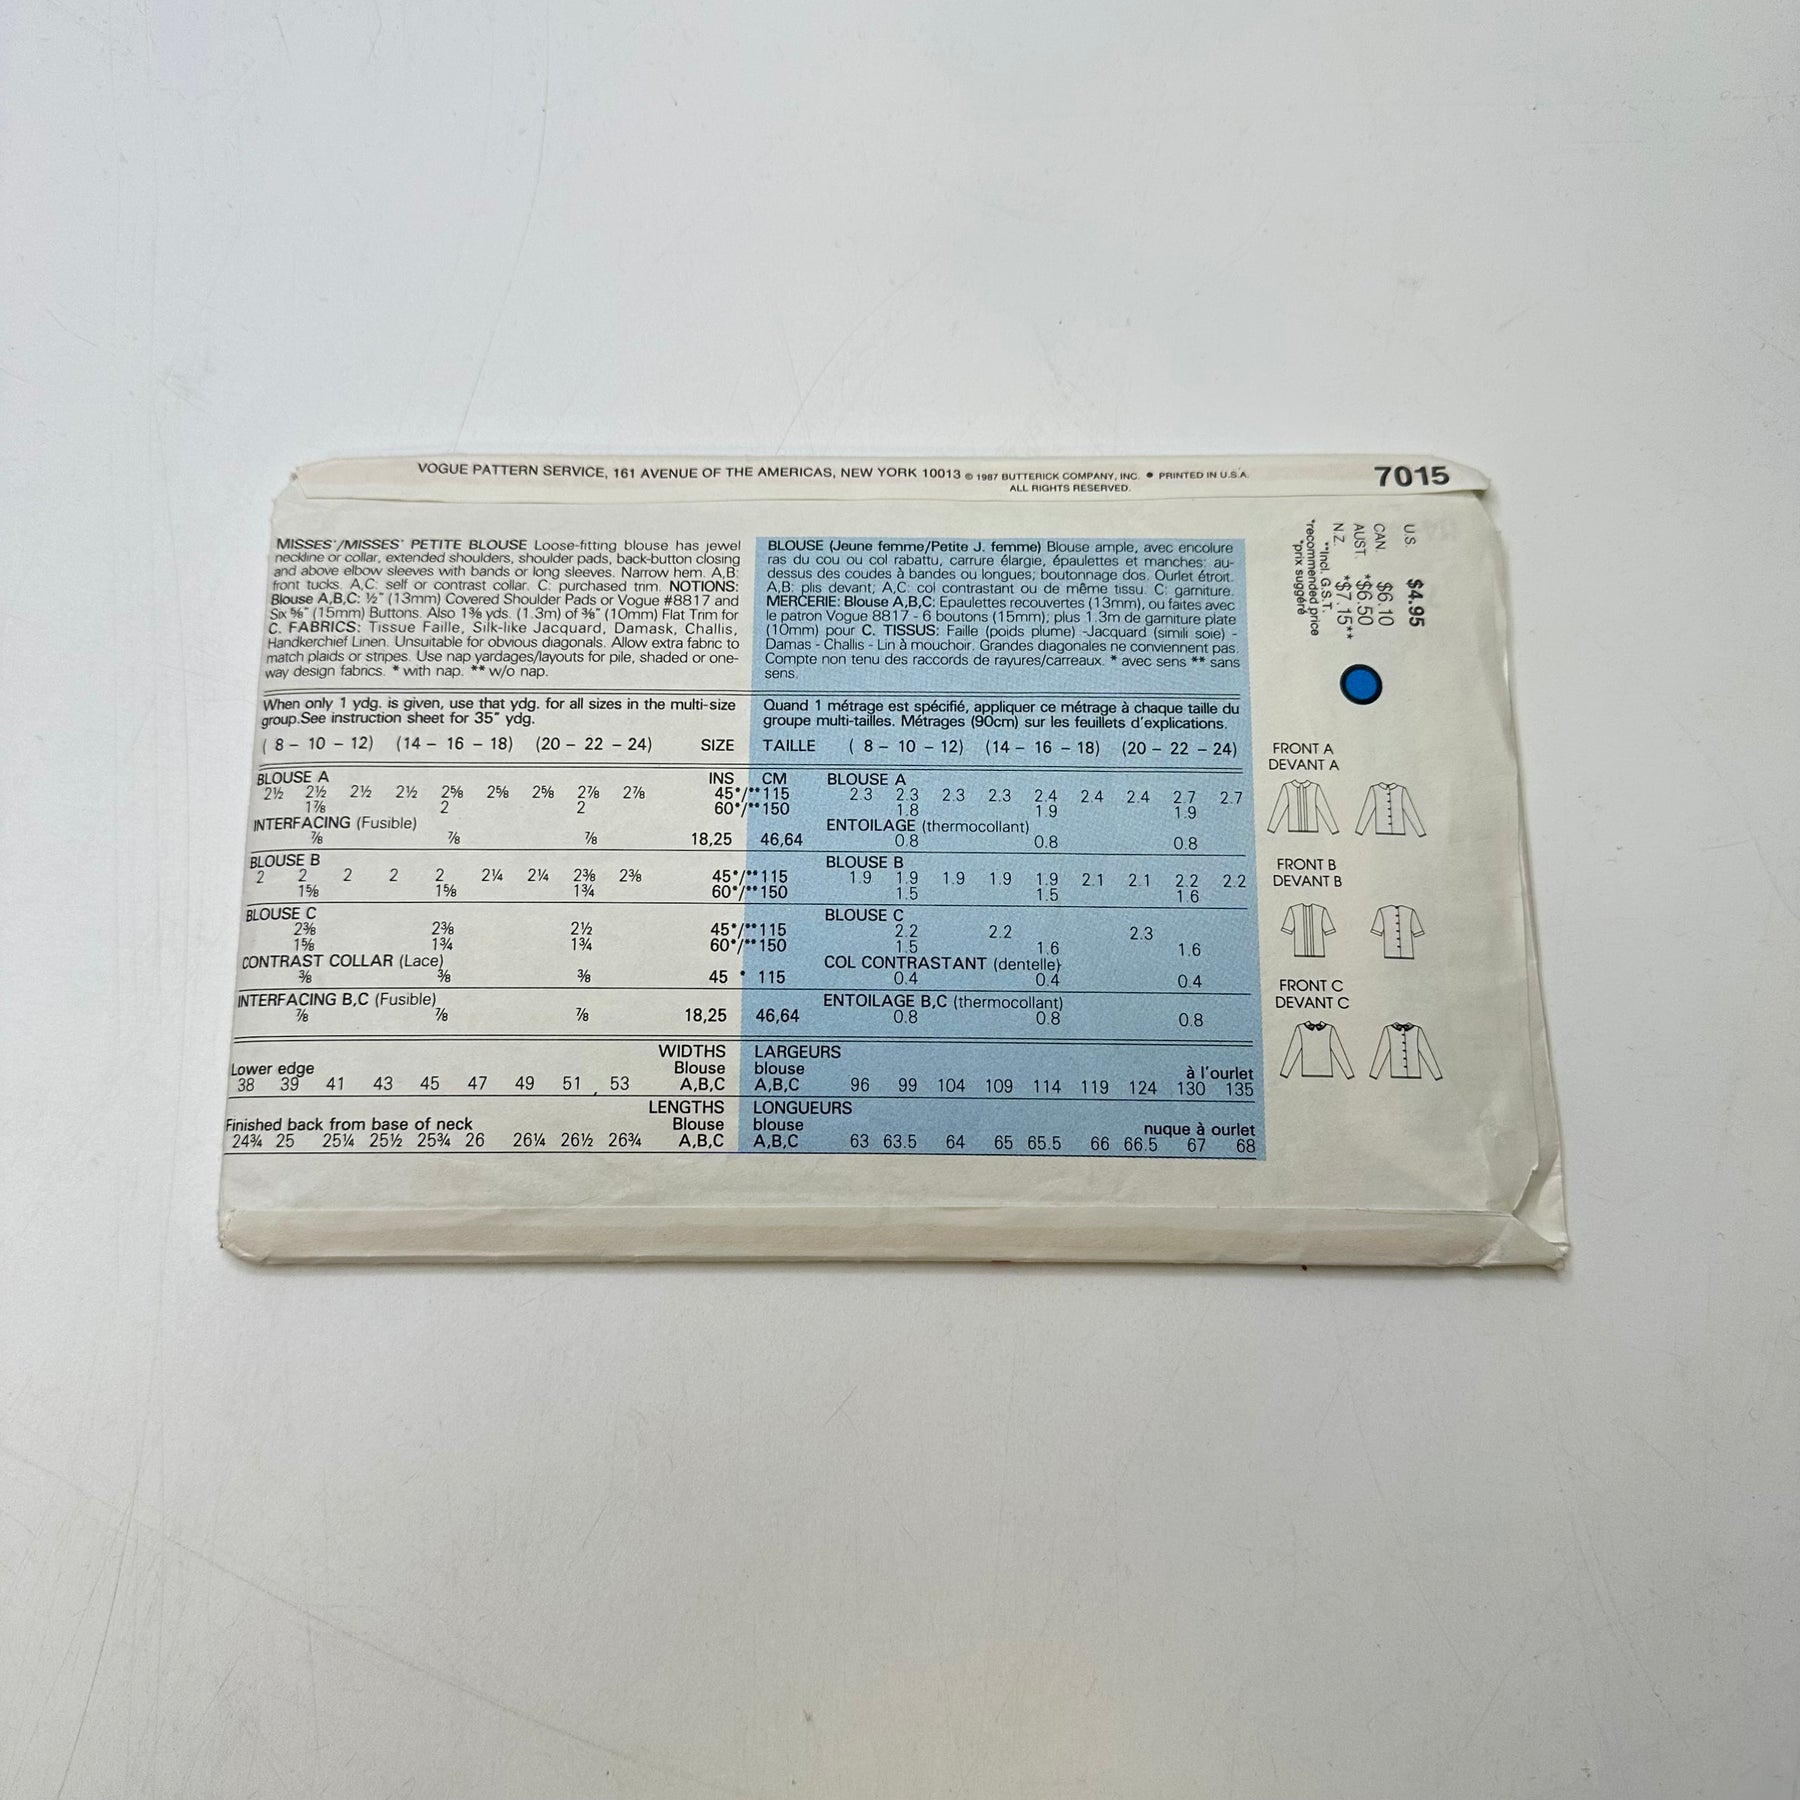 VOGUE PATTERN SERVICE, 161 AVENUE OF THE AMERICAS, NEW YORK 10013 © 1987 BUTTERICK COMPANY, INC. ● PRINTED IN U.S.A.
ALL RIGHTS RESERVED.
7015
MISSES'/MISSES' PETITE BLOUSE Loose-fitting blouse has jewel
neckline or collar, extended shoulders, shoulder pads, back-button closing
and above elbow sleeves with bands or long sleeves. Narrow hem. A,B:
front tucks. A,C: self or contrast collar. C: purchased trim. NOTIONS:
Blouse A,B,C: ½" (13mm) Covered Shoulder Pads or Vogue #8817 and
Six ⅝" (15mm) Buttons. Also 1⅜ yds. (1.3m) of ⅜" (10mm) Flat Trim for
C. FABRICS: Tissue Faille, Silk-like Jacquard, Damask, Challis,
Handkerchief Linen. Unsuitable for obvious diagonals. Allow extra fabric to
match plaids or stripes. Use nap yardages/layouts for pile, shaded or one-
way design fabrics. * with nap. ** w/o nap.
When only 1 ydg. is given, use that ydg. for all sizes in the multi-size
group.See instruction sheet for 35" ydg.
( 8 – 10 – 12) (14 – 16 – 18) (20 – 22 – 24) SIZE
BLOUSE A INS
2½ 2½ 2½ 2½ 2⅝ 2⅝ 2⅝ 2⅞ 2⅞ 45*/**
1⅞ 2 2 60*/**
INTERFACING (Fusible)
⅞ ⅞ ⅞ 18,25
BLOUSE B
2 2 2 2 2 2¼ 2¼ 2⅜ 2⅜ 45*/**
1⅝ 1⅝ 1¾ 60*/**
BLOUSE C
2⅜ 2⅜ 2½ 45*/**
1⅝ 1¾ 1¾ 60*/**
CONTRAST COLLAR (Lace)
⅜ ⅜ ⅜ 45 *
INTERFACING B,C (Fusible)
⅞ ⅞ ⅞ 18,25
WIDTHS
Lower edge Blouse
38 39 41 43 45 47 49 51 53 A,B,C
LENGTHS
Finished back from base of neck Blouse
24¾ 25 25¼ 25½ 25¾ 26 26¼ 26½ 26¾ A,B,C
BLOUSE (Jeune femme/Petite J. femme) Blouse ample, avec encolure
ras du cou ou col rabattu, carrure élargie, épaulettes et manches: au-
dessus des coudes à bandes ou longues; boutonnage dos. Ourlet étroit.
A,B: plis devant; A,C: col contrastant ou de même tissu. C: garniture.
MERCERIE: Blouse A,B,C: Epaulettes recouvertes (13mm), ou faites avec
le patron Vogue 8817 - 6 boutons (15mm); plus 1.3m de garniture plate
(10mm) pour C. TISSUS: Faille (poids plume) -Jacquard (simili soie) -
Damas - Challis - Lin à mouchoir. Grandes diagonales ne conviennent pas.
Compte non tenu des raccords de rayures/carreaux. * avec sens ** sans
sens.
Quand 1 métrage est spécifié, appliquer ce métrage à chaque taille du
groupe multi-tailles. Métrages (90cm) sur les feuillets d'explications.
TAILLE ( 8 – 10 – 12) (14 – 16 – 18) (20 – 22 – 24)
CM BLOUSE A
115 2.3 2.3 2.3 2.3 2.4 2.4 2.4 2.7 2.7
150 1.8 1.9 1.9
ENTOILAGE (thermocollant)
46,64 0.8 0.8 0.8
BLOUSE B
115 1.9 1.9 1.9 1.9 1.9 2.1 2.1 2.2 2.2
150 1.5 1.5 1.6
BLOUSE C
115 2.2 2.2 2.3
150 1.5 1.6 1.6
COL CONTRASTANT (dentelle)
115 0.4 0.4 0.4
ENTOILAGE B,C (thermocollant)
46,64 0.8 0.8 0.8
LARGEURS
blouse à l'ourlet
A,B,C 96 99 104 109 114 119 124 130 135
LONGUEURS
blouse nuque à ourlet
A,B,C 63 63.5 64 65 65.5 66 66.5 67 68
U.S. $4.95
CAN. $6.10
AUST. *$6.50
N.Z. *$7.15**
**Incl. G.S.T.
*recommended price
*prix suggéré
FRONT A
DEVANT A
FRONT B
DEVANT B
FRONT C
DEVANT C